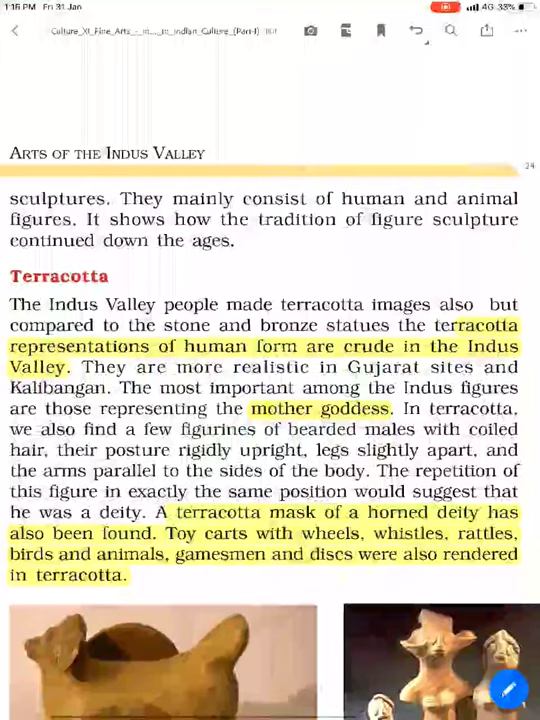 1:15 PM Fri 31 Jan
4G 33%
Culture_XI_Fine_Arts_-_In..._to_Indian_Culture_(Part-I)
ARTS OF THE INDUS VALLEY
24
sculptures. They mainly consist of human and animal
figures. It shows how the tradition of figure sculpture
continued down the ages.
Terracotta
The Indus Valley people made terracotta images also but
compared to the stone and bronze statues the terracotta
representations of human form are crude in the Indus
Valley. They are more realistic in Gujarat sites and
Kalibangan. The most important among the Indus figures
are those representing the mother goddess. In terracotta,
we also find a few figurines of bearded males with coiled
hair, their posture rigidly upright, legs slightly apart, and
the arms parallel to the sides of the body. The repetition of
this figure in exactly the same position would suggest that
he was a deity. A terracotta mask of a horned deity has
also been found. Toy carts with wheels, whistles, rattles,
birds and animals, gamesmen and discs were also rendered
in terracotta.